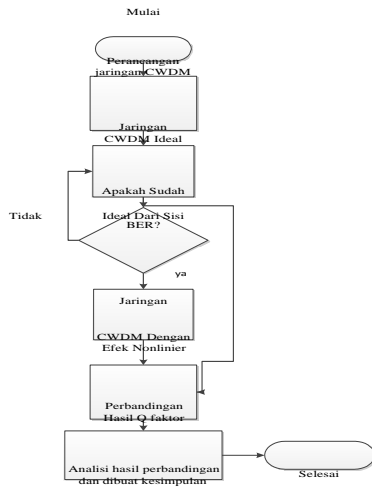 Mulai
Perancangan
jaringan CWDM
Jaringan
CWDM Ideal
Apakah Sudah
Ideal Dari Sisi
BER?
Tidak
ya
Jaringan
CWDM Dengan
Efek Nonlinier
Perbandingan
Hasil Q faktor
Analisi hasil perbandingan
dan dibuat kesimpulan
Selesai